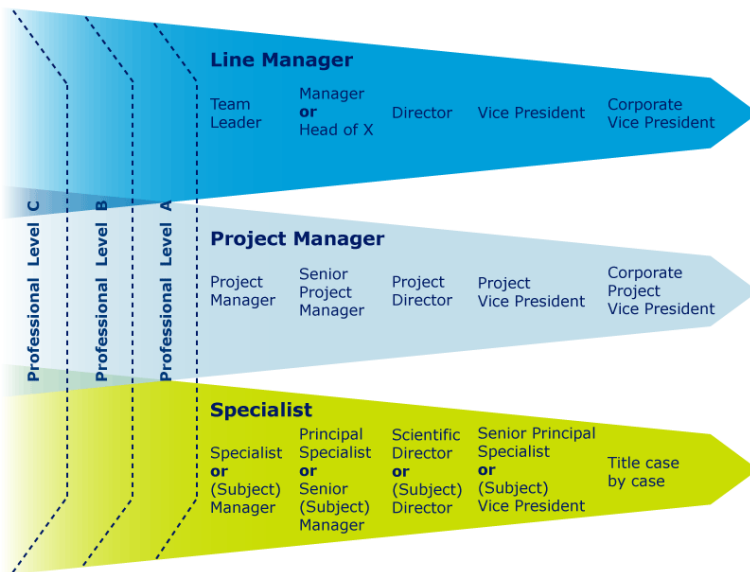 Professional Level C
Professional Level B
Professional Level A
Line Manager
Team
Leader
Manager
or
Head of X
Director
Vice President
Corporate
Vice President
Project Manager
Project
Manager
Senior
Project
Manager
Project
Director
Project
Vice President
Corporate
Project
Vice President
Specialist
Specialist
or
(Subject)
Manager
Principal
Specialist
or
Senior
(Subject)
Manager
Scientific
Director
or
(Subject)
Director
Senior Principal
Specialist
or
(Subject)
Vice President
Title case
by case